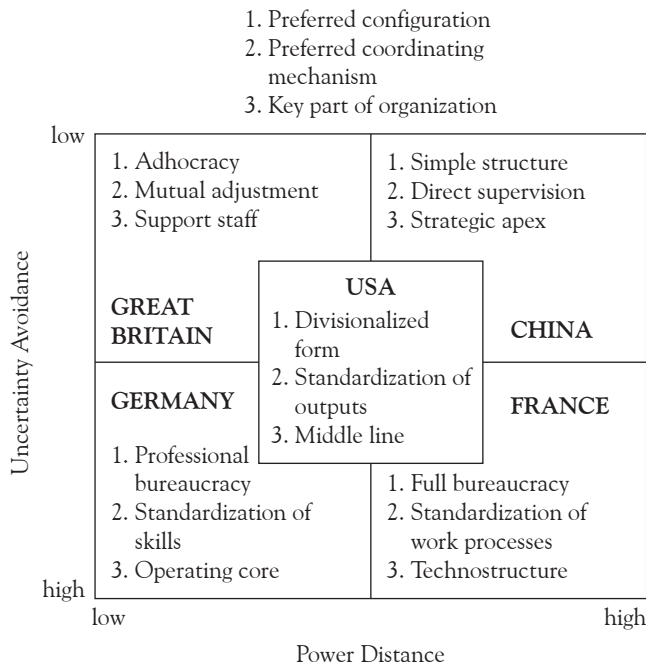 1. Preferred configuration
2. Preferred coordinating
mechanism
3. Key part of organization
low
1. Adhocracy
2. Mutual adjustment
3. Support staff
GREAT
BRITAIN
1. Simple structure
2. Direct supervision
3. Strategic apex
CHINA
USA
1. Divisionalized
form
2. Standardization of
outputs
3. Middle line
GERMANY
1. Professional
bureaucracy
2. Standardization of
skills
3. Operating core
FRANCE
1. Full bureaucracy
2. Standardization of
work processes
3. Technostructure
Uncertainty Avoidance
high
low
high
Power Distance